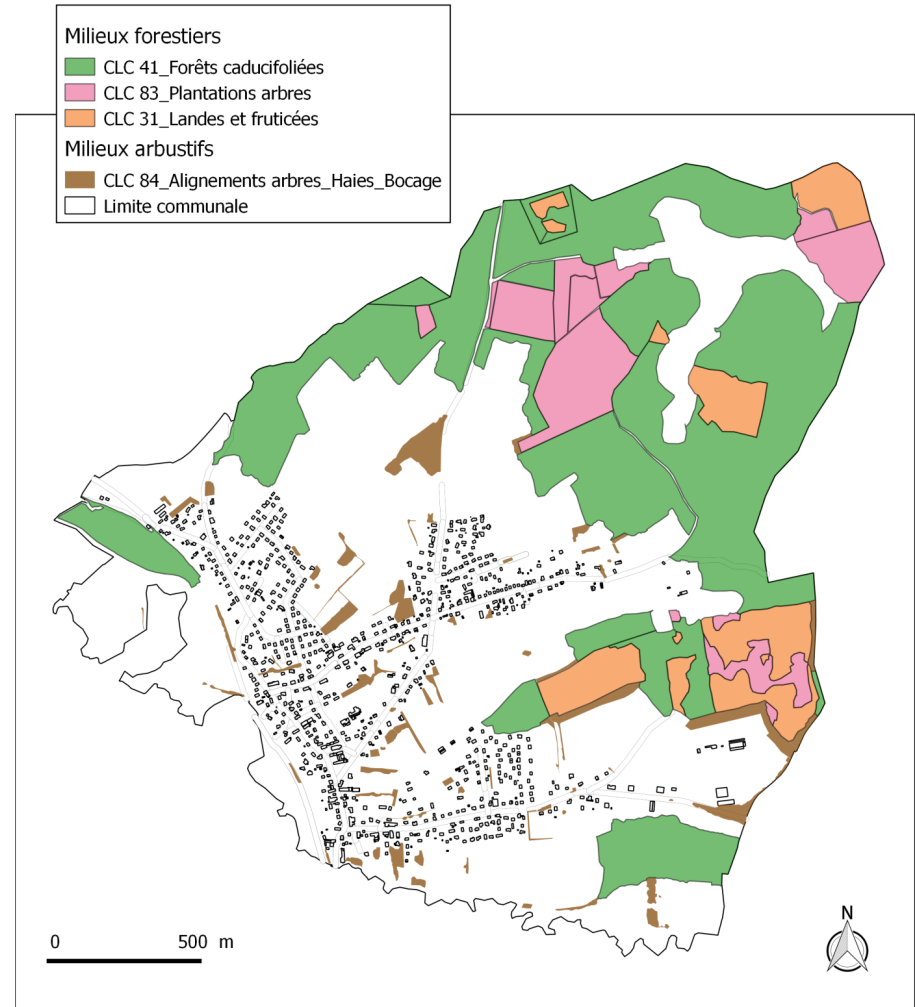 Milieux forestiers
CLC 41_Forêts caducifoliées
CLC 83_Plantations arbres
CLC 31_Landes et fruticées
Milieux arbustifs
CLC 84_Alignements arbres_Haies_Bocage
Limite communale
0 500 m
N